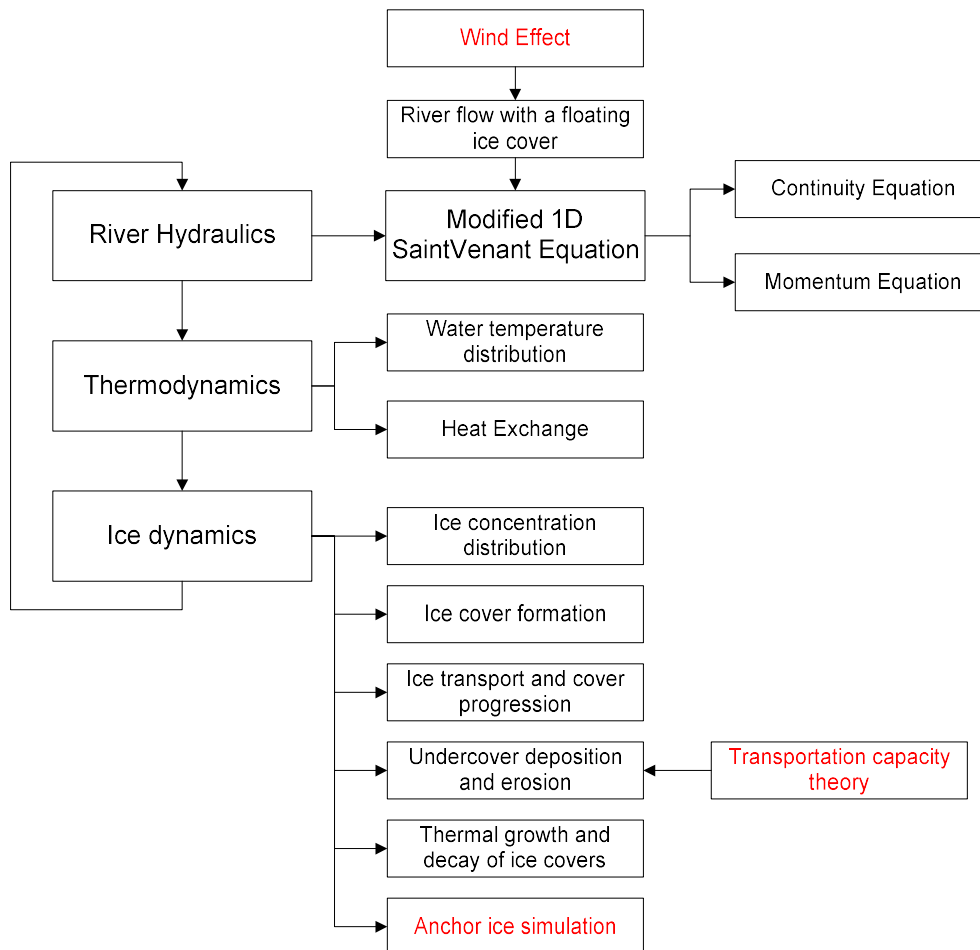 Wind Effect
River flow with a floating
ice cover
River Hydraulics
Modified 1D
SaintVenant Equation
Continuity Equation
Momentum Equation
Thermodynamics
Water temperature
distribution
Heat Exchange
Ice dynamics
Ice concentration
distribution
Ice cover formation
Ice transport and cover
progression
Undercover deposition
and erosion
Transportation capacity
theory
Thermal growth and
decay of ice covers
Anchor ice simulation